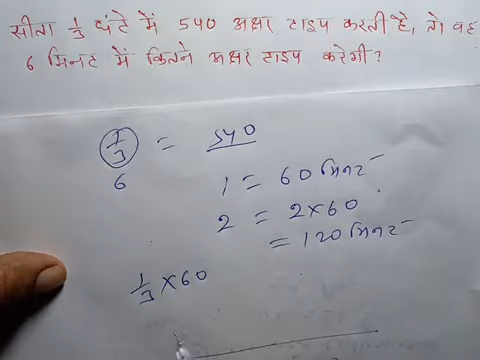 सीता 1/3 घंटे में 540 अक्षर टाइप करती है, तो वह
6 मिनट में कितने अक्षर टाइप करेगी?
1/3 = 540
6
1 = 60 मिनट
2 = 2×60
= 120 मिनट
1/3 × 60